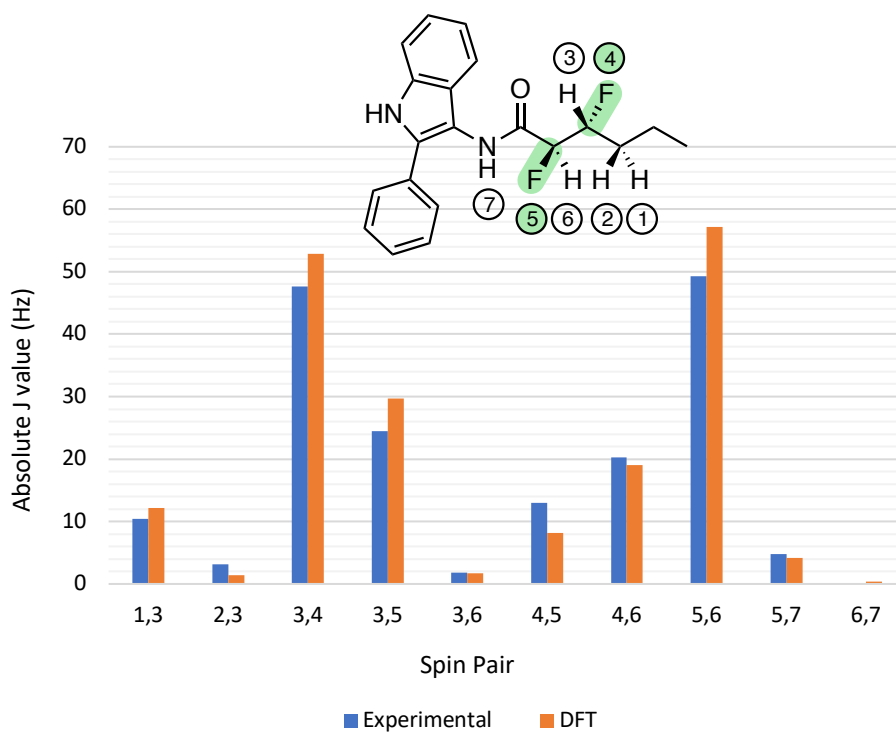 ③ ④
O H F
HN
N
H
F H H H
⑦ ⑤ ⑥ ② ①
Absolute J value (Hz)
70
60
50
40
30
20
10
0
1,3 2,3 3,4 3,5 3,6 4,5 4,6 5,6 5,7 6,7
Spin Pair
Experimental DFT